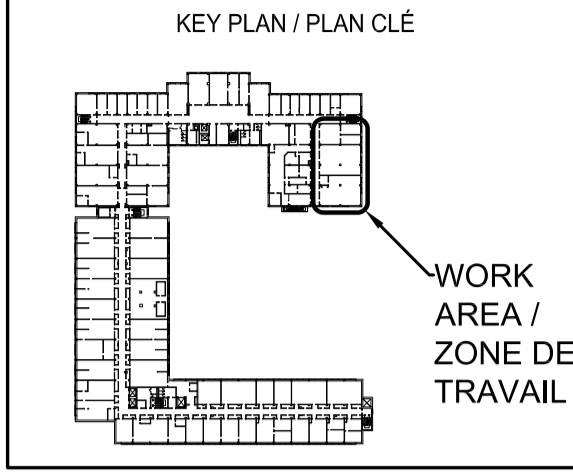 KEY PLAN / PLAN CLÉ
WORK
AREA /
ZONE DE
TRAVAIL